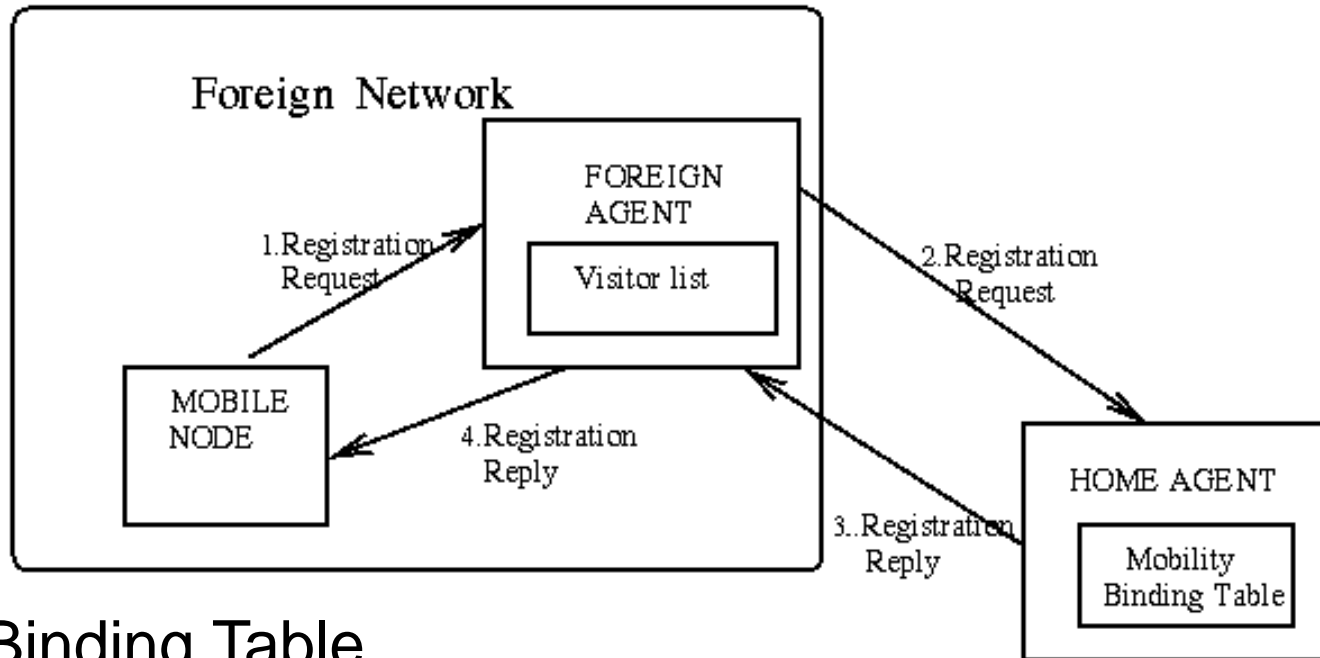 Foreign Network
FOREIGN
AGENT
Visitor list
1.Registration
Request
2.Registration
Request
MOBILE
NODE
4.Registration
Reply
HOME AGENT
3..Registration
Reply
Mobility
Binding Table
Binding Table